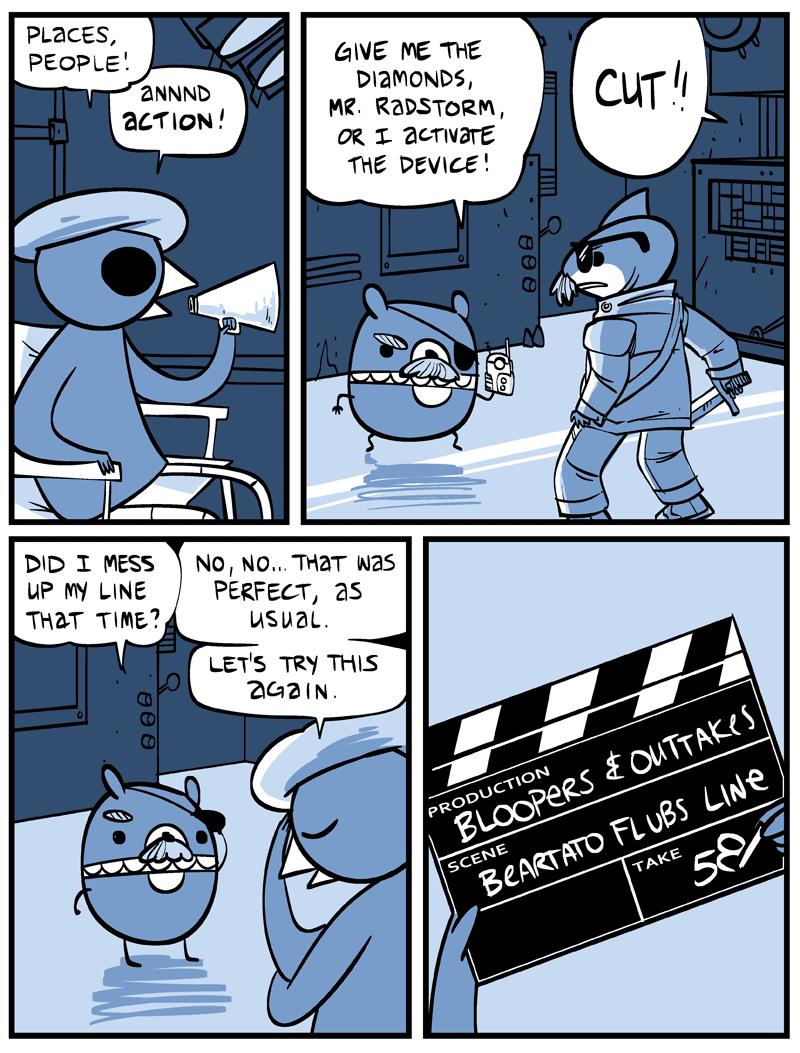 PLACES,
PEOPLE!
ANNND
ACTION!
GIVE ME THE
DIAMONDS,
MR. RADSTORM,
OR I ACTIVATE
THE DEVICE!
CUT!!
DID I MESS
UP MY LINE
THAT TIME?
NO, NO... THAT WAS
PERFECT, AS
USUAL.
LET'S TRY THIS
AGAIN.
PRODUCTION
BLOOPERS & OUTTAKES
SCENE
BEARTATO FLUBS LINE
TAKE
58